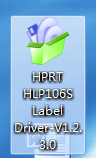 HPRT
HLP106S
Label
Driver-V1.2.
3.0